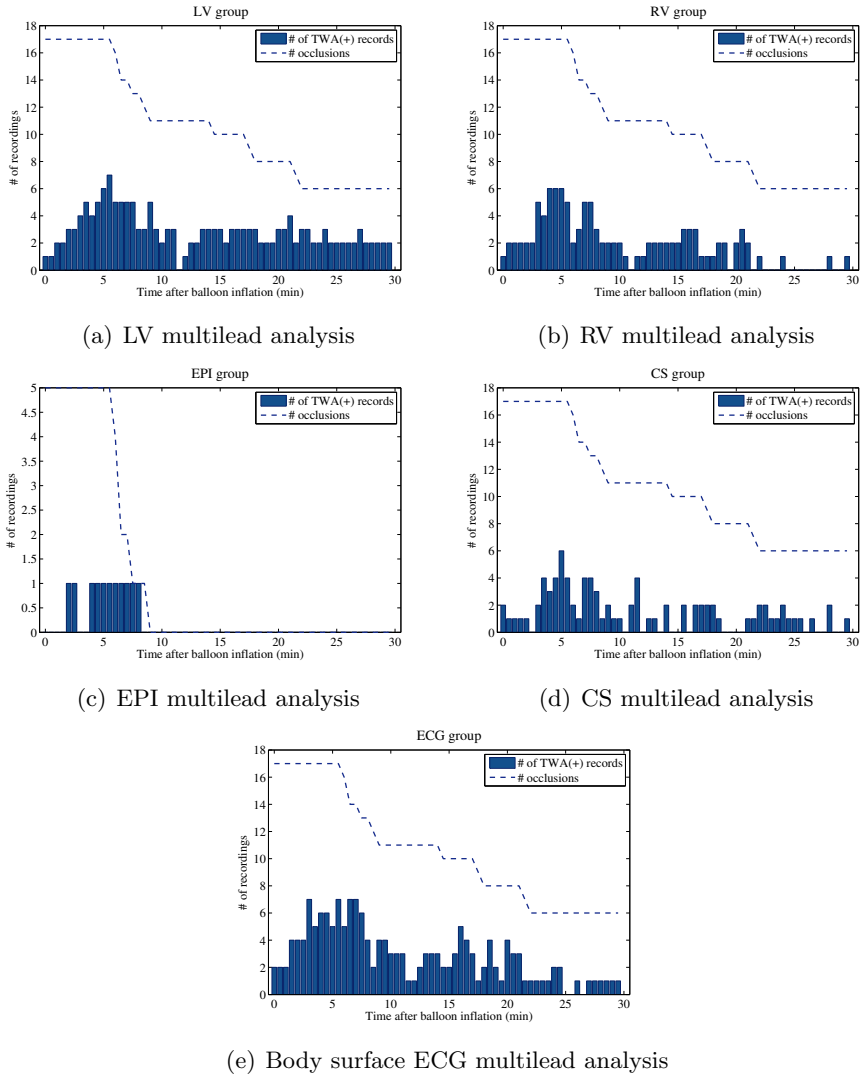 LV group
# of TWA(+) records
# occlusions
18
16
14
12
10
8
6
4
2
0
# of recordings
0 5 10 15 20 25 30
Time after balloon inflation (min)
(a) LV multilead analysis
RV group
# of TWA(+) records
# occlusions
18
16
14
12
10
8
6
4
2
0
# of recordings
0 5 10 15 20 25 30
Time after balloon inflation (min)
(b) RV multilead analysis
EPI group
# of TWA(+) records
# occlusions
5
4.5
4
3.5
3
2.5
2
1.5
1
0.5
0
# of recordings
0 5 10 15 20 25 30
Time after balloon inflation (min)
(c) EPI multilead analysis
CS group
# of TWA(+) records
# occlusions
18
16
14
12
10
8
6
4
2
0
# of recordings
0 5 10 15 20 25 30
Time after balloon inflation (min)
(d) CS multilead analysis
ECG group
# of TWA(+) records
# occlusions
18
16
14
12
10
8
6
4
2
0
# of recordings
0 5 10 15 20 25 30
Time after balloon inflation (min)
(e) Body surface ECG multilead analysis